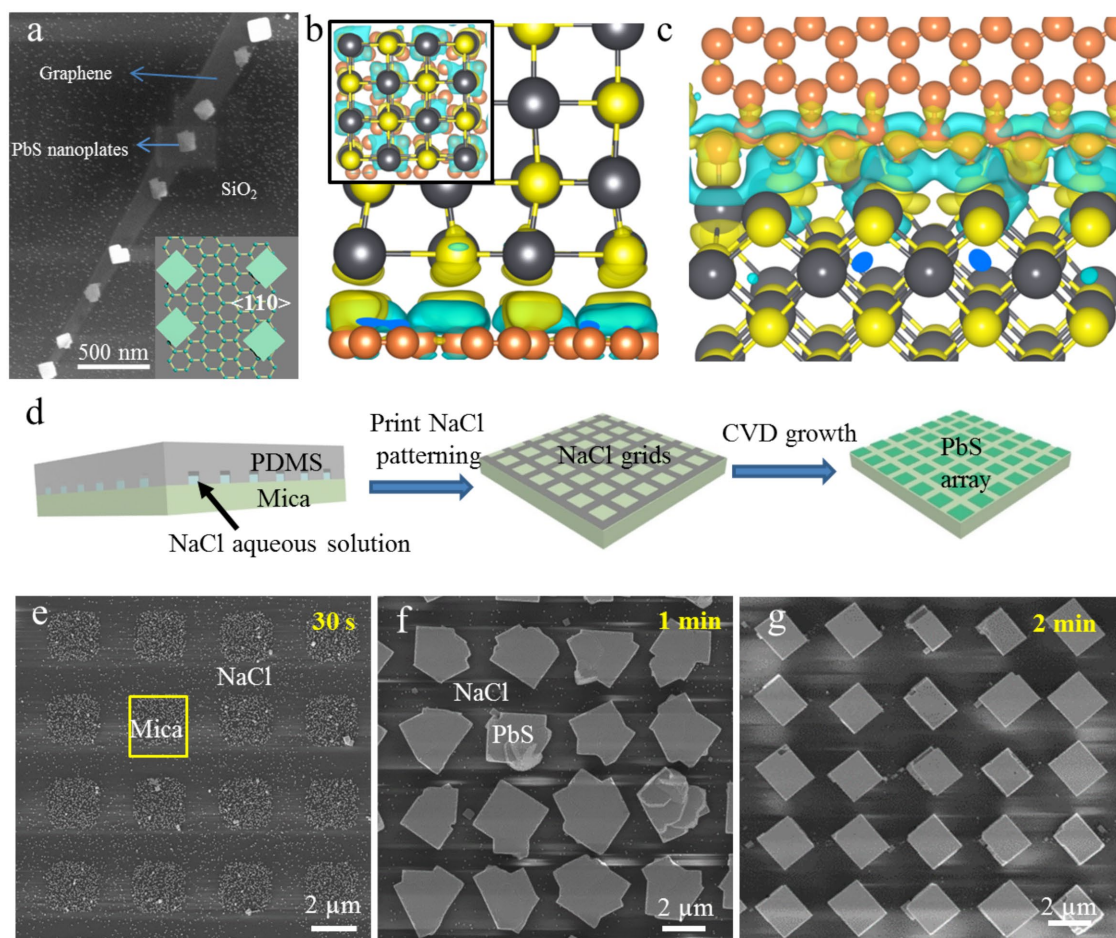 a
Graphene
PbS nanoplates
SiO₂
<110>
500 nm
b
c
d
PDMS
Mica
NaCl aqueous solution
Print NaCl
patterning
NaCl grids
CVD growth
PbS
array
e
30 s
NaCl
Mica
2 µm
f
1 min
NaCl
PbS
2 µm
g
2 min
2 µm